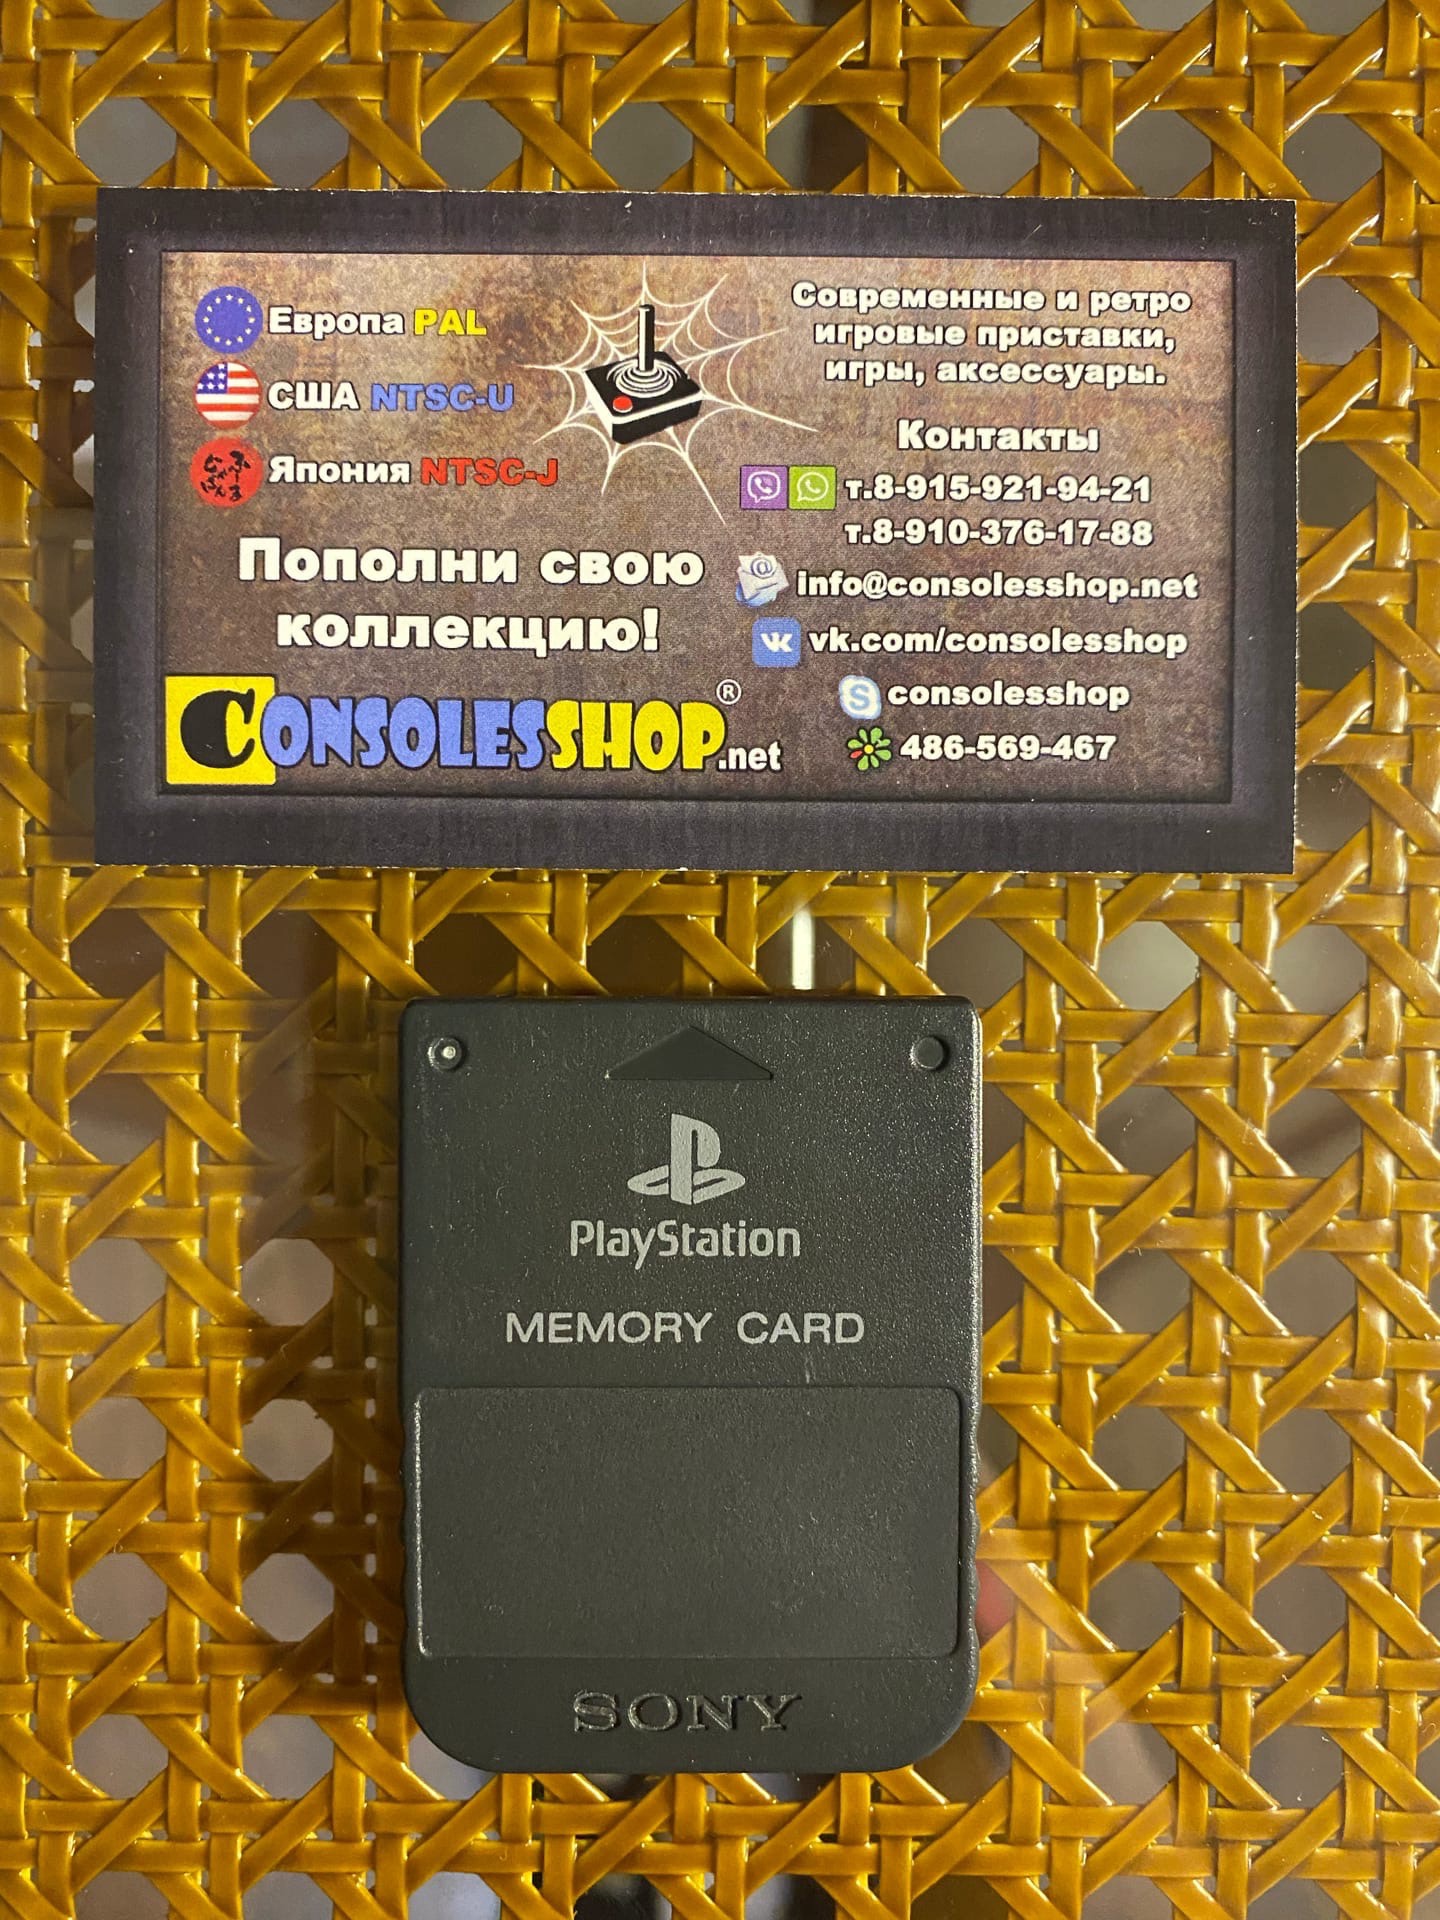 Европа PAL
США NTSC-U
Япония NTSC-J
Пополни свою
коллекцию!
CONSOLESSHOP.net
®
Современные и ретро
игровые приставки,
игры, аксессуары.
Контакты
т.8-915-921-94-21
т.8-910-376-17-88
info@consolesshop.net
vk.com/consolesshop
consolesshop
486-569-467
PlayStation
MEMORY CARD
SONY